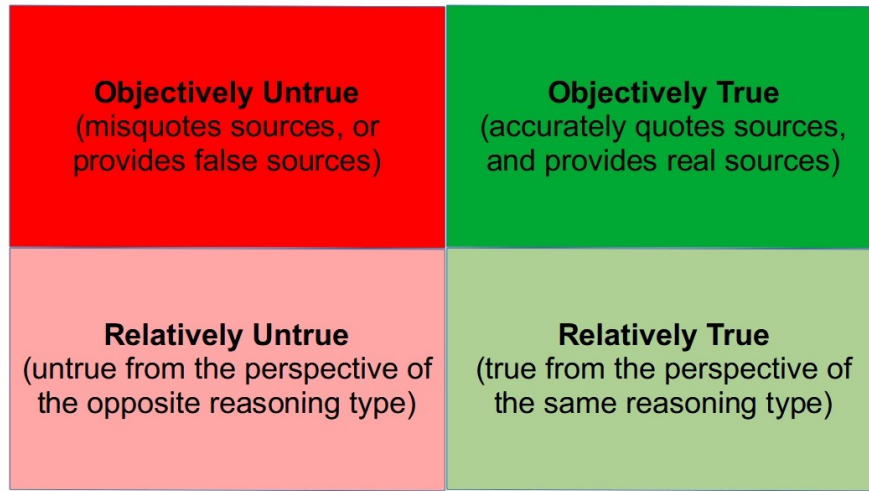 Objectively Untrue
(misquotes sources, or
provides false sources)
Objectively True
(accurately quotes sources,
and provides real sources)
Relatively Untrue
(untrue from the perspective of
the opposite reasoning type)
Relatively True
(true from the perspective of
the same reasoning type)